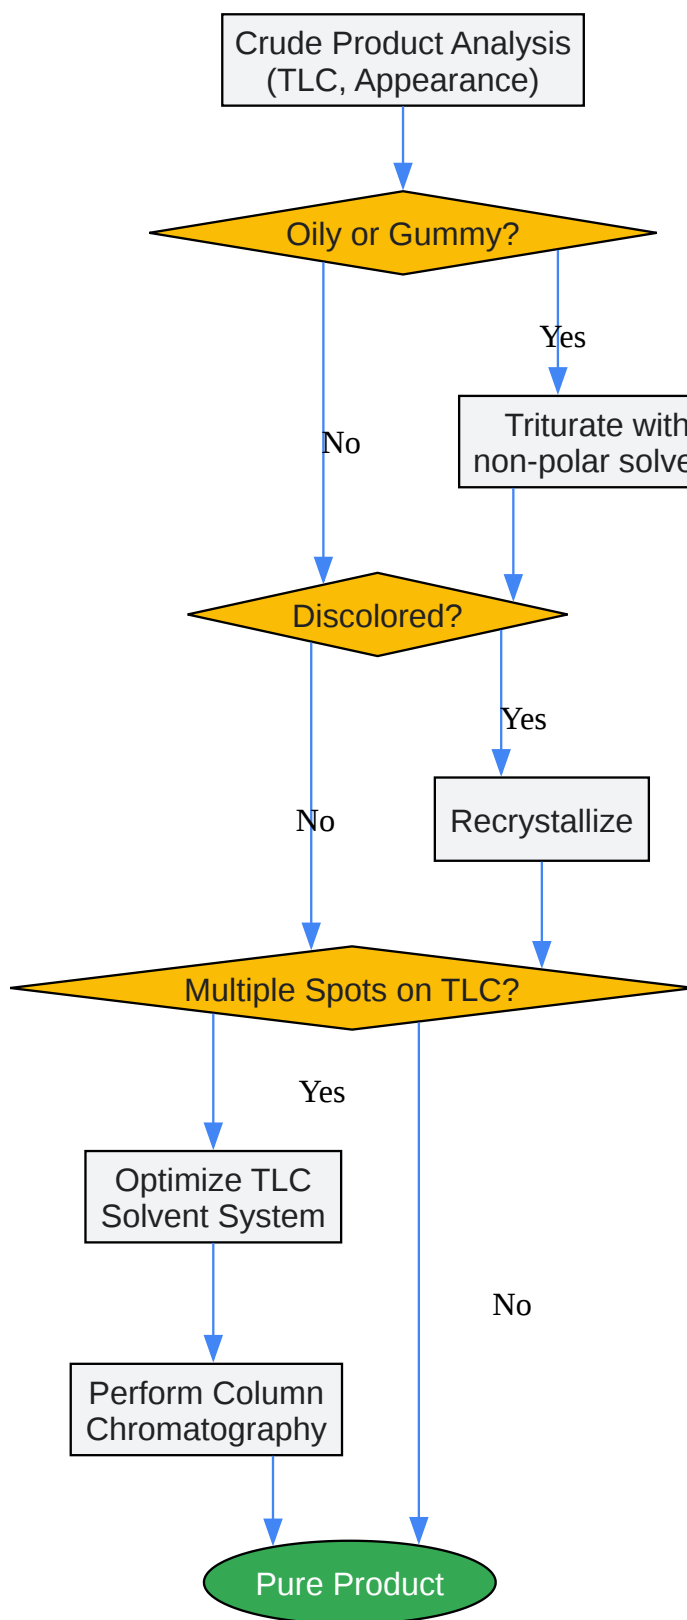 Crude Product Analysis
(TLC, Appearance)
Oily or Gummy?
Yes
Triturate with
non-polar solve
No
Discolored?
Yes
Recrystallize
No
Multiple Spots on TLC?
Yes
Optimize TLC
Solvent System
No
Perform Column
Chromatography
Pure Product